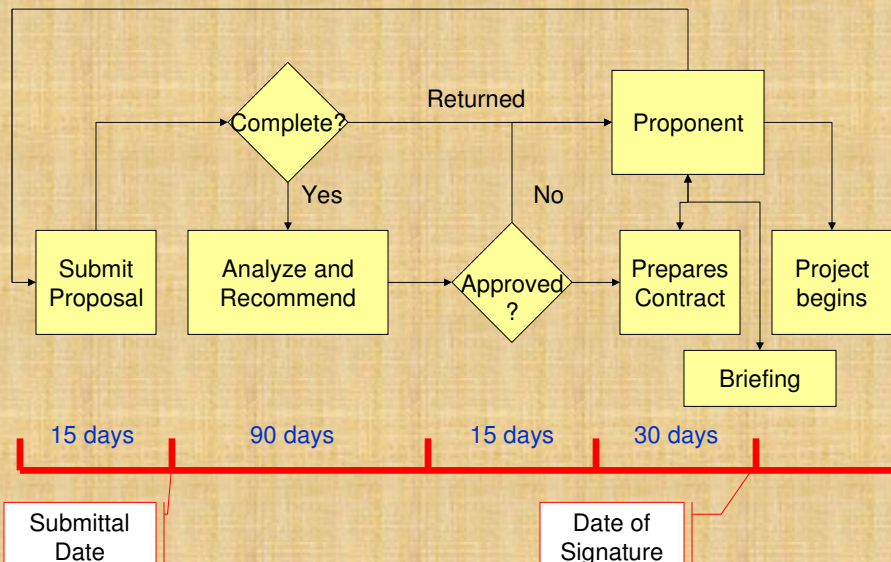 Returned
Complete?
Proponent
Yes
No
Submit
Proposal
Analyze and
Recommend
Approved
?
Prepares
Contract
Project
begins
Briefing
15 days
90 days
15 days
30 days
Submittal
Date
Date of
Signature